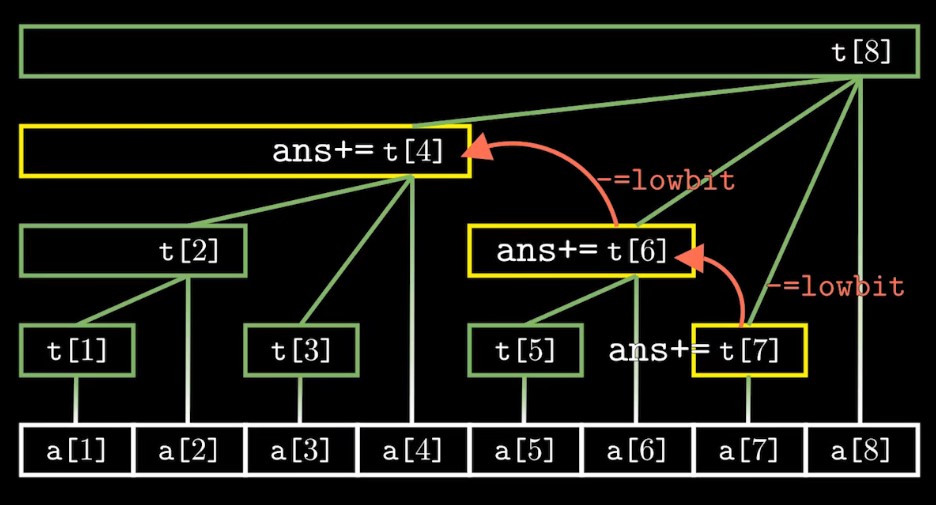 t[8]
ans+= t[4]
-=lowbit
t[2]
ans+= t[6]
-=lowbit
t[1] t[3] t[5] ans+= t[7]
a[1] a[2] a[3] a[4] a[5] a[6] a[7] a[8]